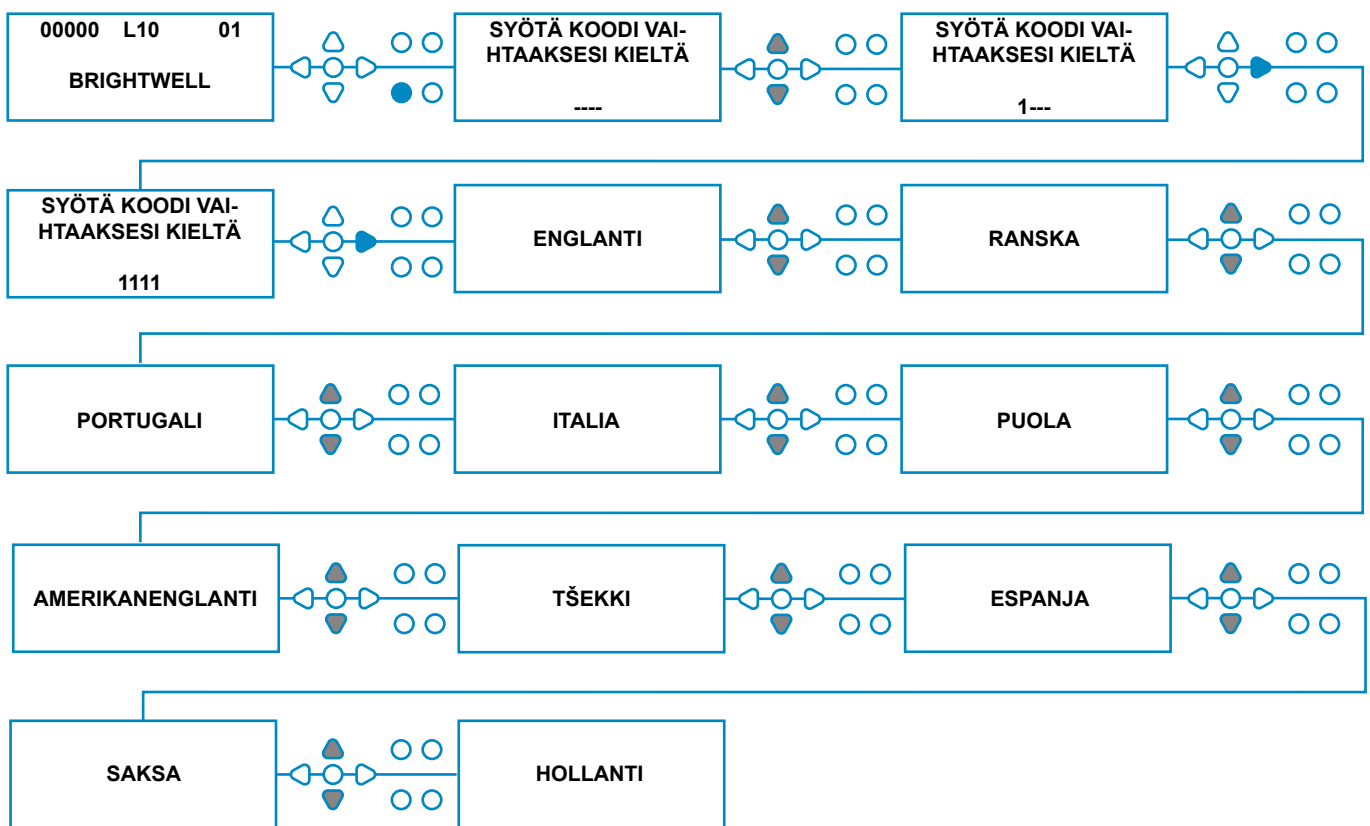 00000 L10 01
BRIGHTWELL
SYÖTÄ KOODI VAI-
HTAAKSESI KIELTÄ
----
SYÖTÄ KOODI VAI-
HTAAKSESI KIELTÄ
1---
SYÖTÄ KOODI VAI-
HTAAKSESI KIELTÄ
1111
ENGLANTI
RANSKA
PORTUGALI
ITALIA
PUOLA
AMERIKANENGLANTI
TŠEKKI
ESPANJA
SAKSA
HOLLANTI